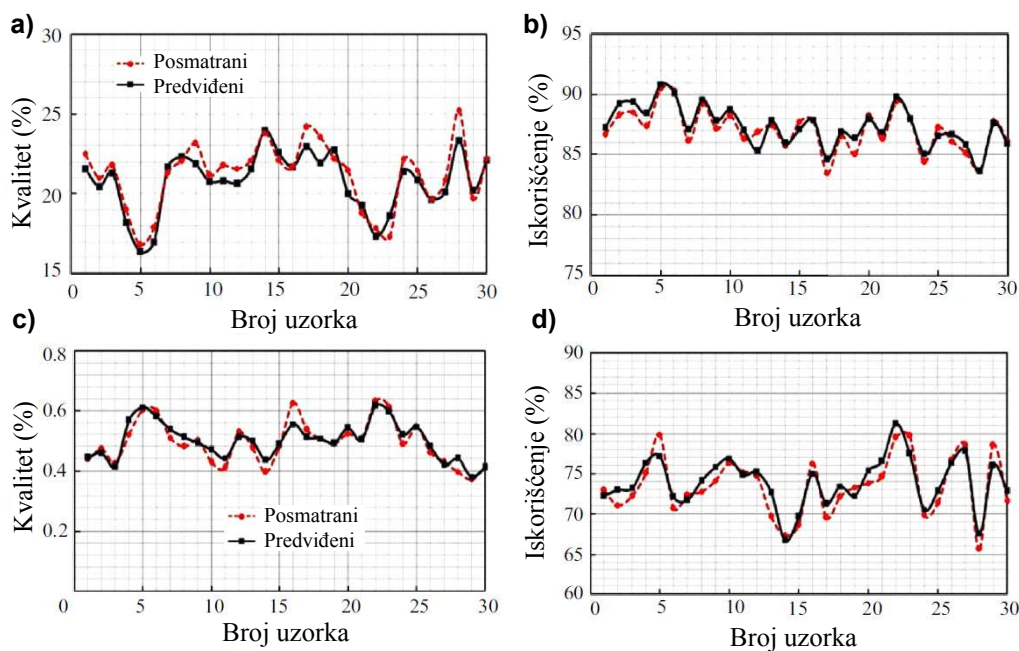 a)
30
25
20
15
Kvalitet (%)
Posmatrani
Predviđeni
0 5 10 15 20 25 30
Broj uzorka
b)
95
90
85
80
75
Iskorišćenje (%)
0 5 10 15 20 25 30
Broj uzorka
c)
0.8
0.6
0.4
0.2
Kvalitet (%)
Posmatrani
Predviđeni
0 5 10 15 20 25 30
Broj uzorka
d)
90
85
80
75
70
65
60
Iskorišćenje (%)
0 5 10 15 20 25 30
Broj uzorka